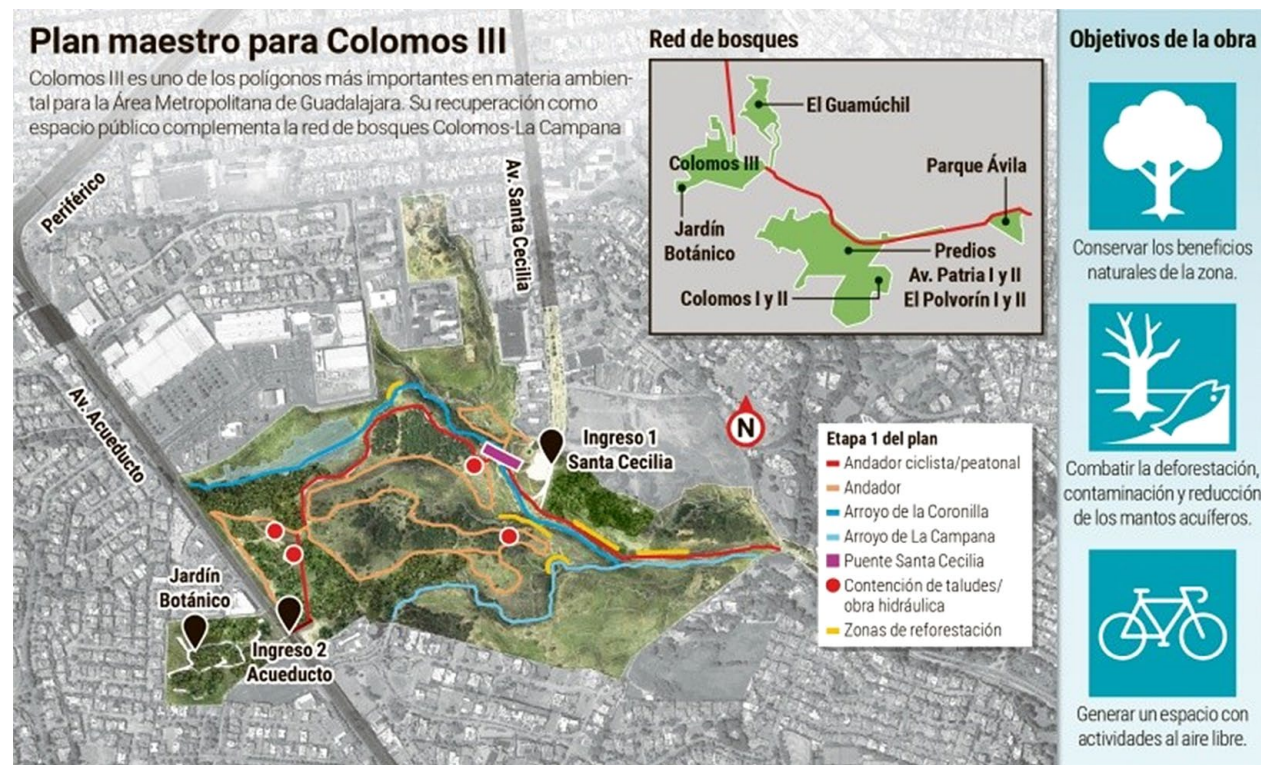 Plan maestro para Colomos III
Colomos III es uno de los polígonos más importantes en materia ambien-
tal para la Área Metropolitana de Guadalajara. Su recuperación como
espacio público complementa la red de bosques Colomos-La Campana
Periférico
Av. Santa Cecilia
Av. Acueducto
Ingreso 1
Santa Cecilia
Jardín
Botánico
Ingreso 2
Acueducto
Red de bosques
El Guamúchil
Colomos III
Parque Ávila
Jardín
Botánico
Predios
Av. Patria I y II
El Polvorín I y II
Colomos I y II
N
Etapa 1 del plan
Andador ciclista/peatonal
Andador
Arroyo de la Coronilla
Arroyo de La Campana
Puente Santa Cecilia
Contención de taludes/
obra hidráulica
Zonas de reforestación
Objetivos de la obra
Conservar los beneficios
naturales de la zona.
Combatir la deforestación,
contaminación y reducción
de los mantos acuíferos.
Generar un espacio con
actividades al aire libre.